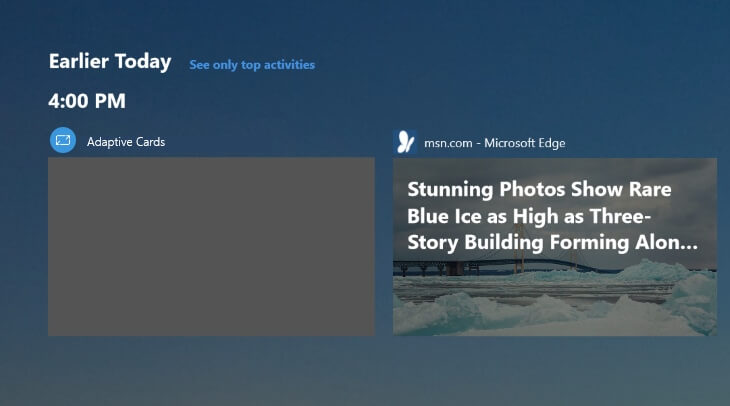 Earlier Today See only top activities
4:00 PM
Adaptive Cards
msn.com - Microsoft Edge
Stunning Photos Show Rare
Blue Ice as High as Three-
Story Building Forming Alon...